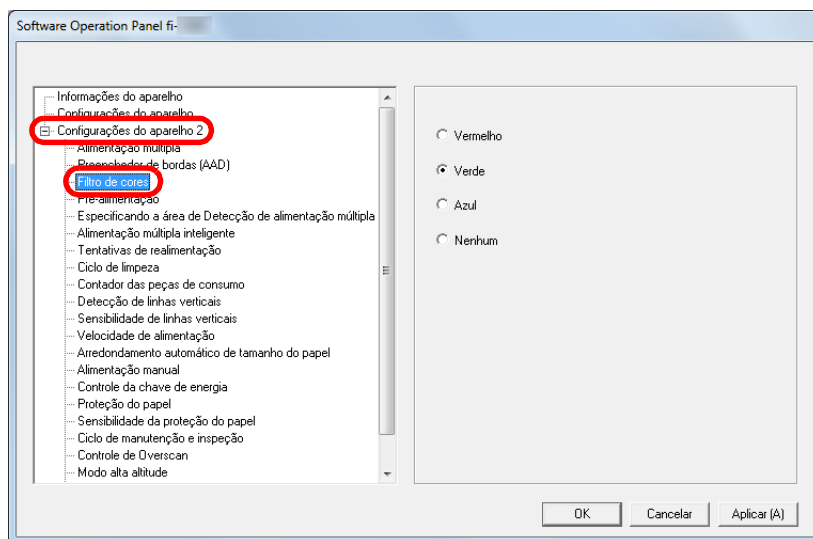 Software Operation Panel fi-
Informações do aparelho
Configurações do aparelho
Configurações do aparelho 2
Alimentação múltipla
Preenchedor de bordas (AAD)
Filtro de cores
Pré-alimentação
Especificando a área de Detecção de alimentação múltipla
Alimentação múltipla inteligente
Tentativas de realimentação
Ciclo de limpeza
Contador das peças de consumo
Detecção de linhas verticais
Sensibilidade de linhas verticais
Velocidade de alimentação
Arredondamento automático de tamanho do papel
Alimentação manual
Controle da chave de energia
Proteção do papel
Sensibilidade da proteção do papel
Ciclo de manutenção e inspeção
Controle de Overscan
Modo alta altitude
Vermelho
Verde
Azul
Nenhum
OK Cancelar Aplicar (A)